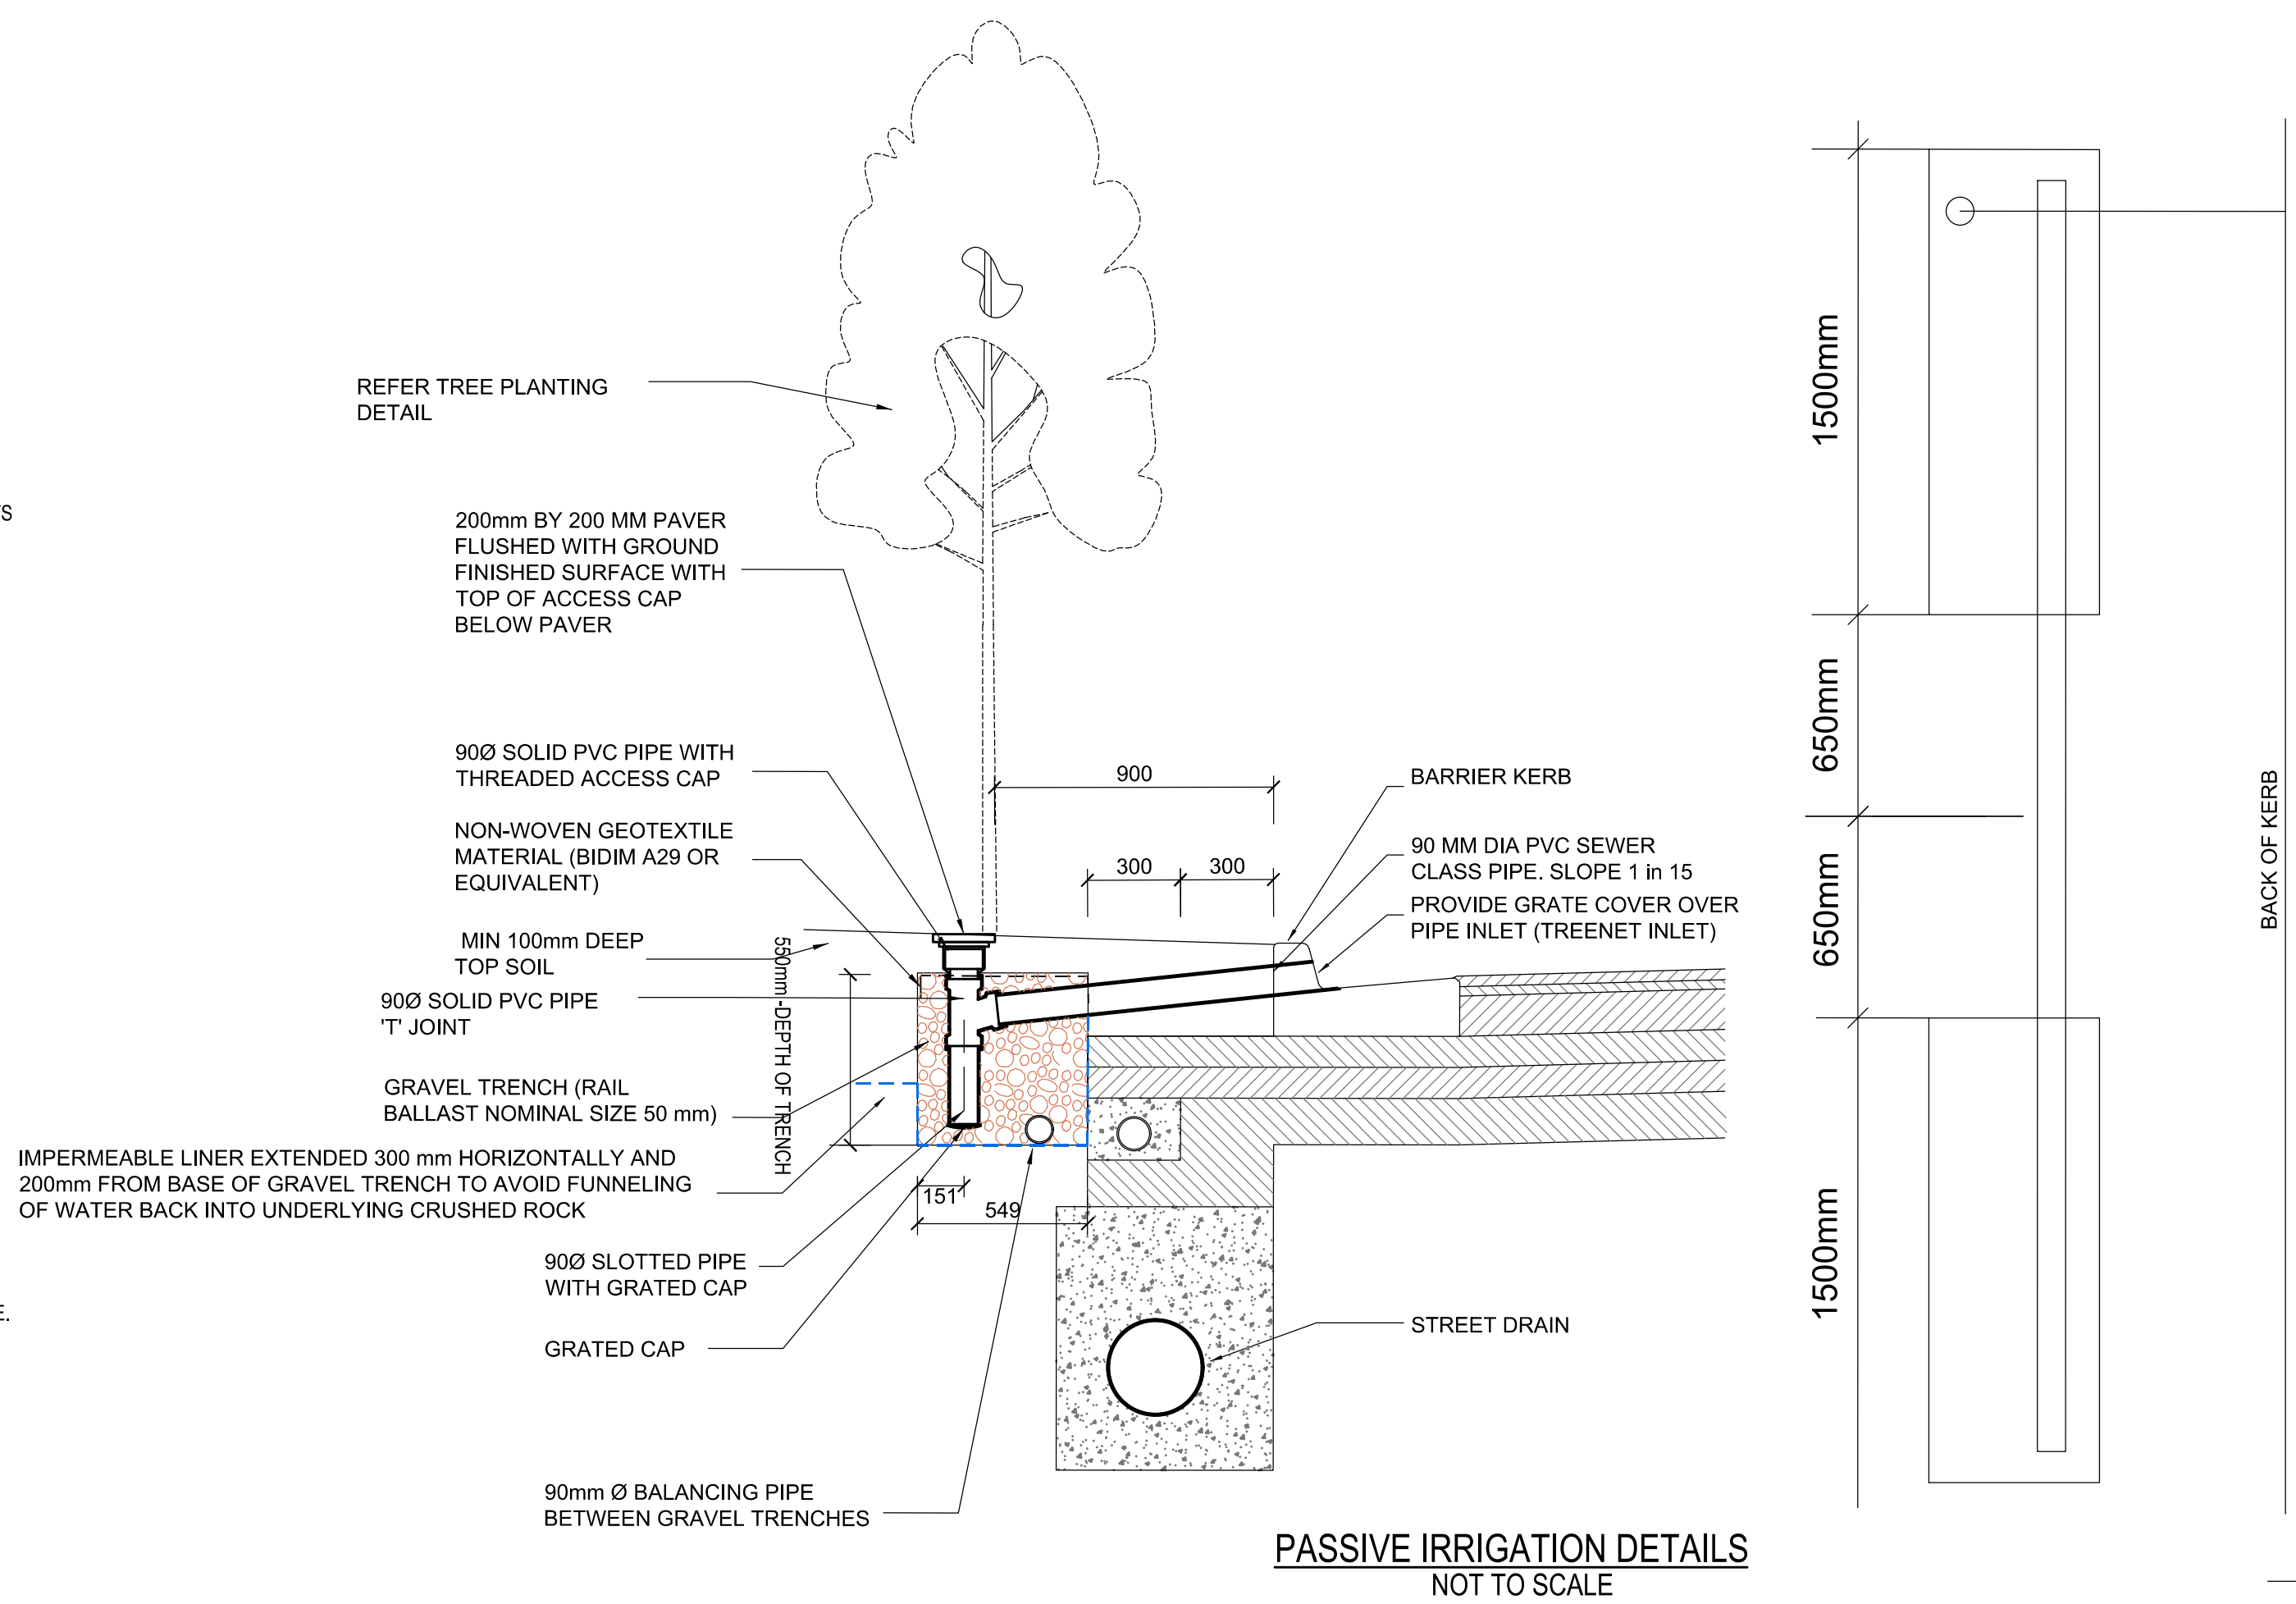 REFER TREE PLANTING
DETAIL
200mm BY 200 MM PAVER
FLUSHED WITH GROUND
FINISHED SURFACE WITH
TOP OF ACCESS CAP
BELOW PAVER
90Ø SOLID PVC PIPE WITH
THREADED ACCESS CAP
NON-WOVEN GEOTEXTILE
MATERIAL (BIDIM A29 OR
EQUIVALENT)
MIN 100mm DEEP
TOP SOIL
90Ø SOLID PVC PIPE
'T' JOINT
GRAVEL TRENCH (RAIL
BALLAST NOMINAL SIZE 50 mm)
IMPERMEABLE LINER EXTENDED 300 mm HORIZONTALLY AND
200mm FROM BASE OF GRAVEL TRENCH TO AVOID FUNNELING
OF WATER BACK INTO UNDERLYING CRUSHED ROCK
90Ø SLOTTED PIPE
WITH GRATED CAP
GRATED CAP
90mm Ø BALANCING PIPE
BETWEEN GRAVEL TRENCHES
550mm-DEPTH OF TRENCH
151
549
900
300
300
BARRIER KERB
90 MM DIA PVC SEWER
CLASS PIPE. SLOPE 1 in 15
PROVIDE GRATE COVER OVER
PIPE INLET (TREENET INLET)
STREET DRAIN
1500mm
650mm
650mm
1500mm
BACK OF KERB
PASSIVE IRRIGATION DETAILS
NOT TO SCALE